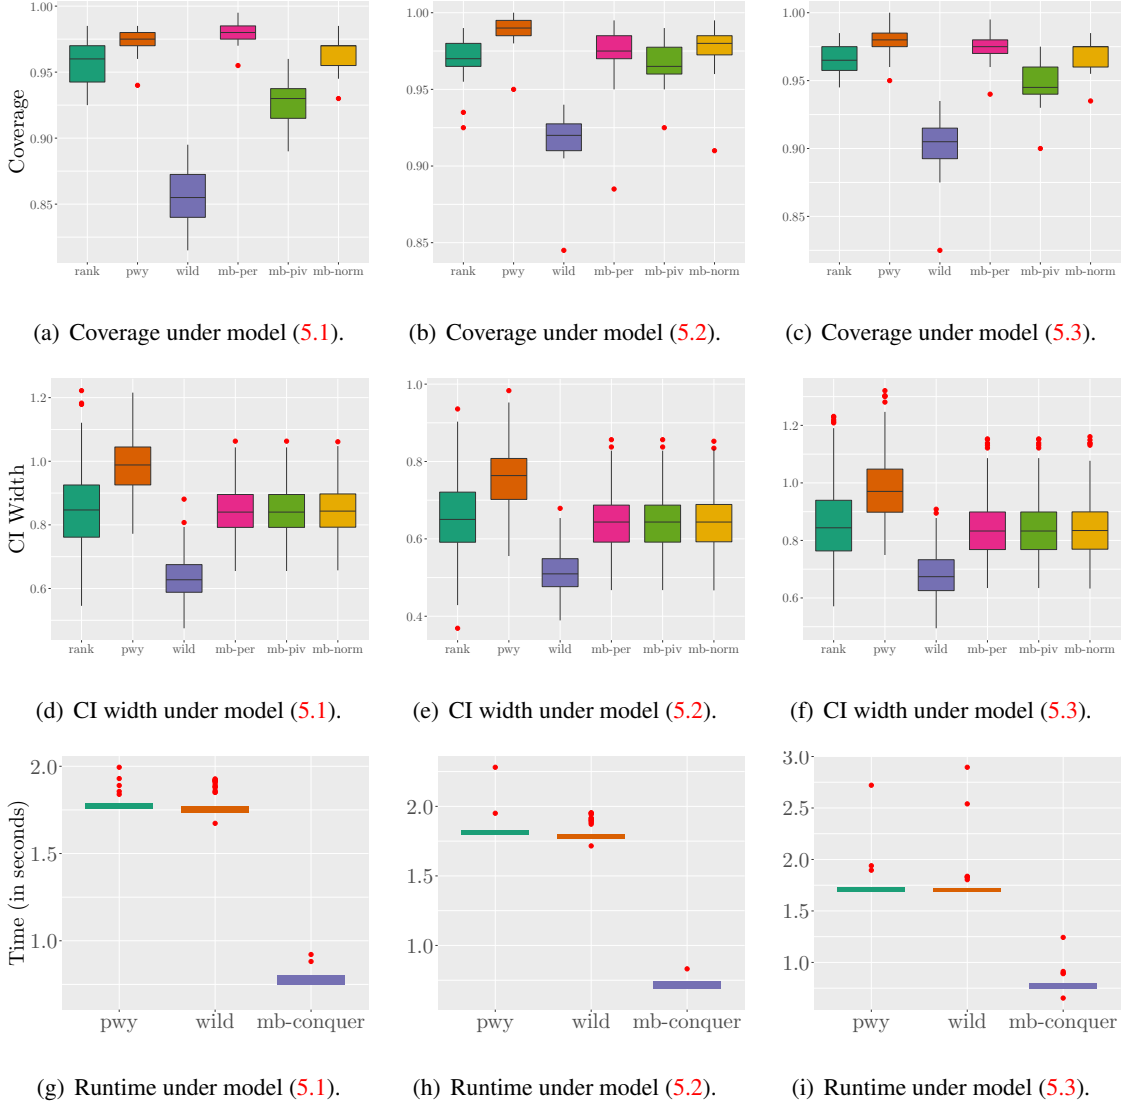 1.00
0.95
0.90
0.85
Coverage
rank pwy wild mb-per mb-piv mb-norm
1.00
0.95
0.90
0.85
rank pwy wild mb-per mb-piv mb-norm
1.00
0.95
0.90
0.85
rank pwy wild mb-per mb-piv mb-norm
(a) Coverage under model (5.1).
(b) Coverage under model (5.2).
(c) Coverage under model (5.3).
1.2
1.0
0.8
0.6
CI Width
rank pwy wild mb-per mb-piv mb-norm
1.0
0.8
0.6
0.4
rank pwy wild mb-per mb-piv mb-norm
1.2
1.0
0.8
0.6
rank pwy wild mb-per mb-piv mb-norm
(d) CI width under model (5.1).
(e) CI width under model (5.2).
(f) CI width under model (5.3).
2.0
1.5
1.0
Time (in seconds)
pwy wild mb-conquer
2.0
1.5
1.0
pwy wild mb-conquer
3.0
2.5
2.0
1.5
1.0
pwy wild mb-conquer
(g) Runtime under model (5.1).
(h) Runtime under model (5.2).
(i) Runtime under model (5.3).